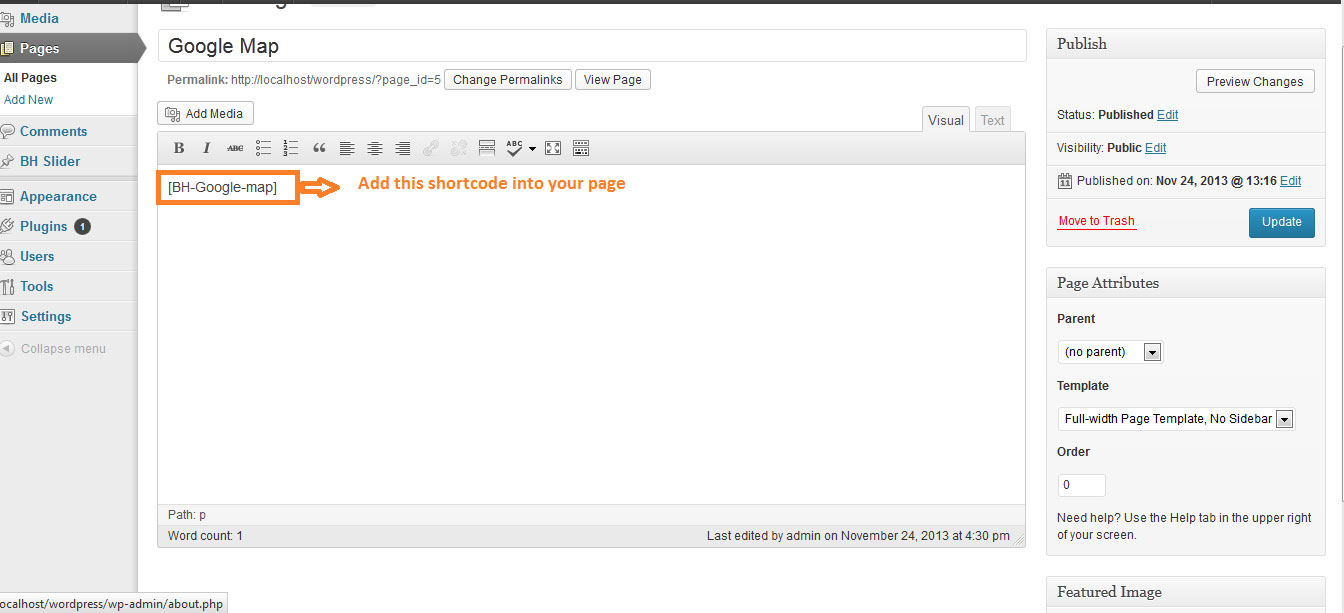 Media
Pages
All Pages
Add New
Comments
BH Slider
Appearance
Plugins 1
Users
Tools
Settings
Collapse menu
Google Map
Permalink: http://localhost/wordpress/?page_id=5 Change Permalinks View Page
Add Media
Visual Text
B I ABC ABC
[BH-Google-map] Add this shortcode into your page
Path: p
Word count: 1 Last edited by admin on November 24, 2013 at 4:30 pm
Publish
Preview Changes
Status: Published Edit
Visibility: Public Edit
11 Published on: Nov 24, 2013 @ 13:16 Edit
Move to Trash Update
Page Attributes
Parent
(no parent)
Template
Full-width Page Template, No Sidebar
Order
0
Need help? Use the Help tab in the upper right
of your screen.
Featured Image
ocalhost/wordpress/wp-admin/about.php